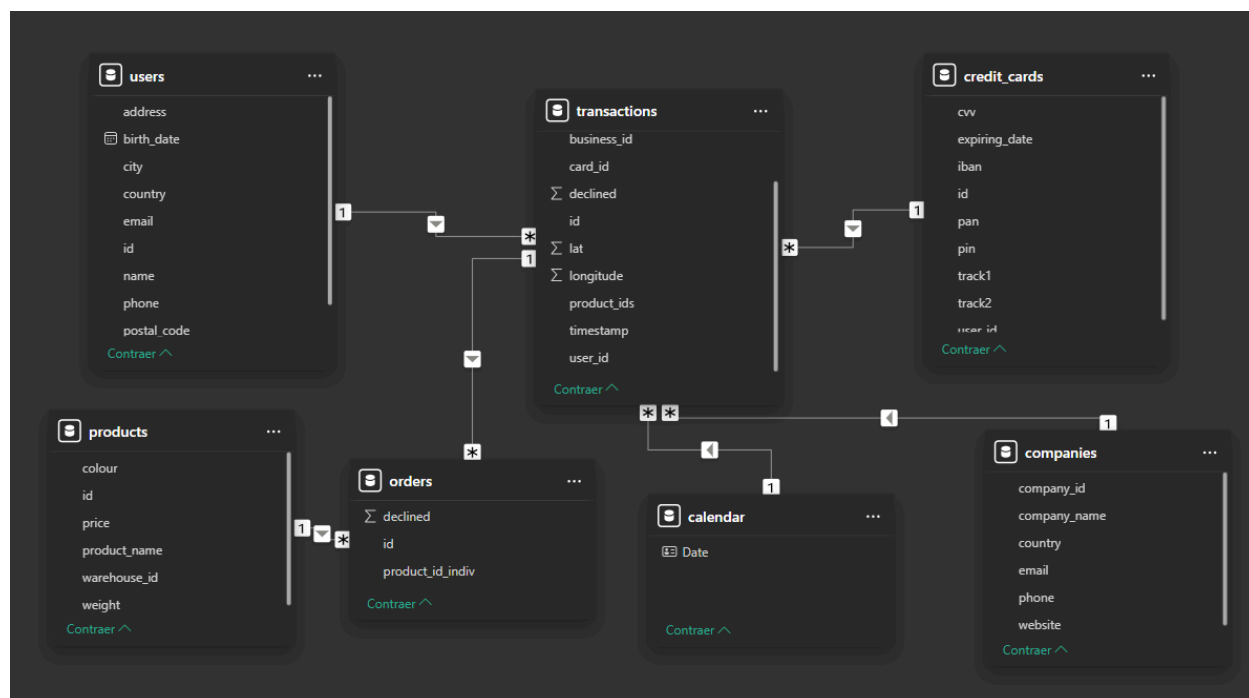 users
...
address
birth_date
city
country
email
id
name
phone
postal_code
Contraer
transactions
...
business_id
card_id
∑ declined
id
∑ lat
∑ longitude
product_ids
timestamp
user_id
Contraer
credit_cards
...
cvv
expiring_date
iban
id
pan
pin
track1
track2
user_id
Contraer
1
*
1
*
*
1
products
...
colour
id
price
product_name
warehouse_id
weight
Contraer
1
*
orders
...
∑ declined
id
product_id_indiv
Contraer
*
*
1
1
calendar
...
Date
Contraer
companies
...
company_id
company_name
country
email
phone
website
Contraer